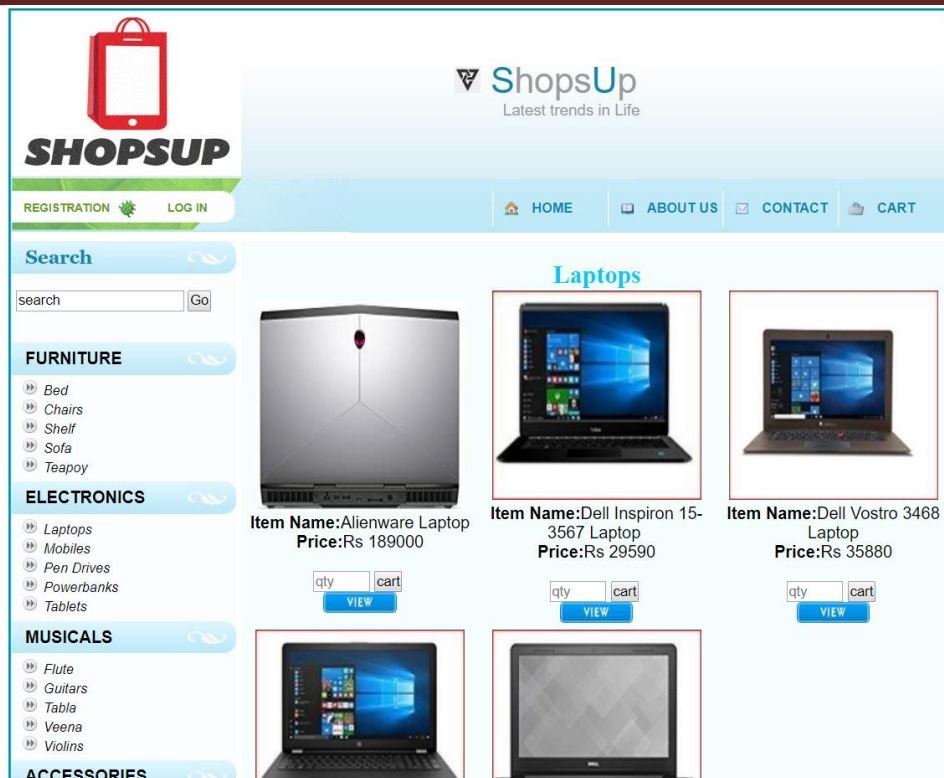 SHOPSUP
ShopsUp
Latest trends in Life
REGISTRATION
LOG IN
HOME
ABOUT US
CONTACT
CART
Search
search
Go
FURNITURE
Bed
Chairs
Shelf
Sofa
Teapoy
ELECTRONICS
Laptops
Mobiles
Pen Drives
Powerbanks
Tablets
MUSICALS
Flute
Guitars
Tabla
Veena
Violins
ACCESSORIES
Laptops
Item Name:Alienware Laptop
Price:Rs 189000
qty
cart
VIEW
Item Name:Dell Inspiron 15-
3567 Laptop
Price:Rs 29590
qty
cart
VIEW
Item Name:Dell Vostro 3468
Laptop
Price:Rs 35880
qty
cart
VIEW
DELL